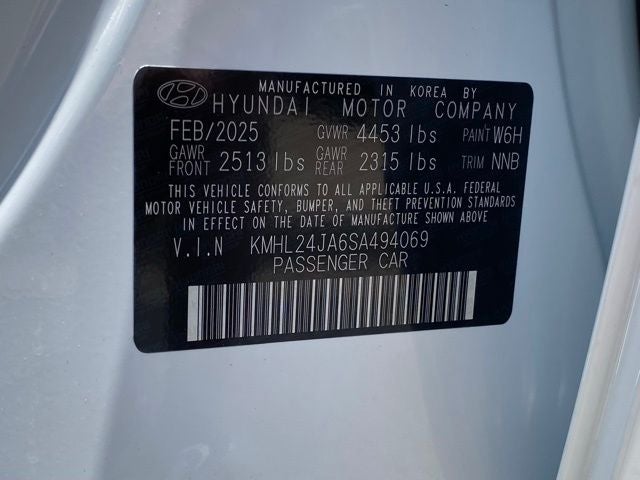 MANUFACTURED IN KOREA BY
HYUNDAI MOTOR COMPANY
FEB/2025 GVWR 4453 lbs PAINT W6H
GAWR FRONT 2513 lbs GAWR REAR 2315 lbs TRIM NNB
THIS VEHICLE CONFORMS TO ALL APPLICABLE U.S.A. FEDERAL
MOTOR VEHICLE SAFETY, BUMPER, AND THEFT PREVENTION STANDARDS
IN EFFECT ON THE DATE OF MANUFACTURE SHOWN ABOVE
V.I.N KMHL24JA6SA494069
PASSENGER CAR